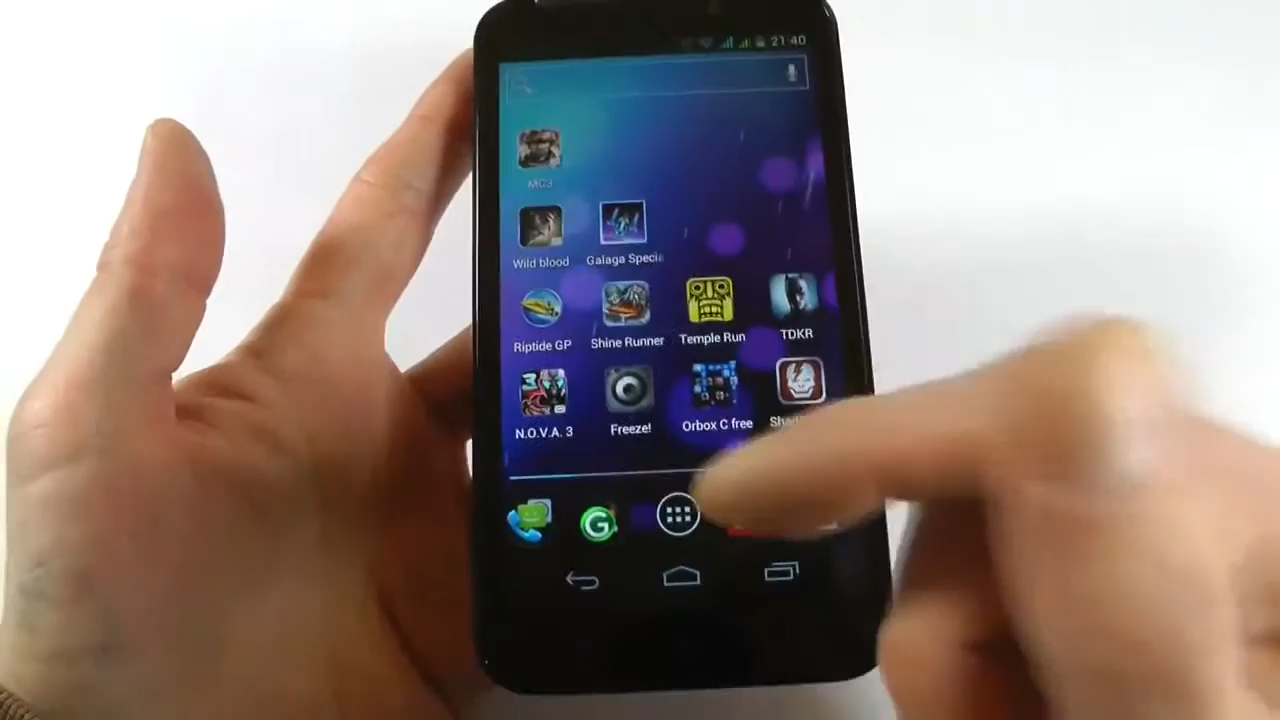 21:40
MC3
Wild blood
Galaga Specia
Riptide GP
Shine Runner
Temple Run
TDKR
N.O.V.A. 3
Freeze!
Orbox C free
G